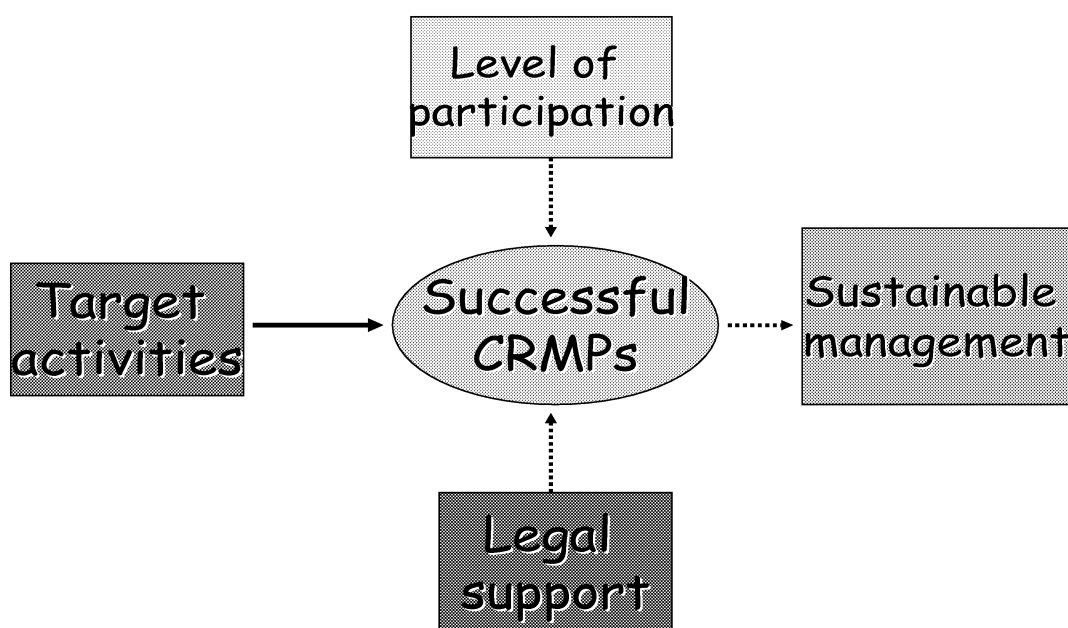 Level of
participation
Target
activities
Successful
CRMPs
Sustainable
management
Legal
support